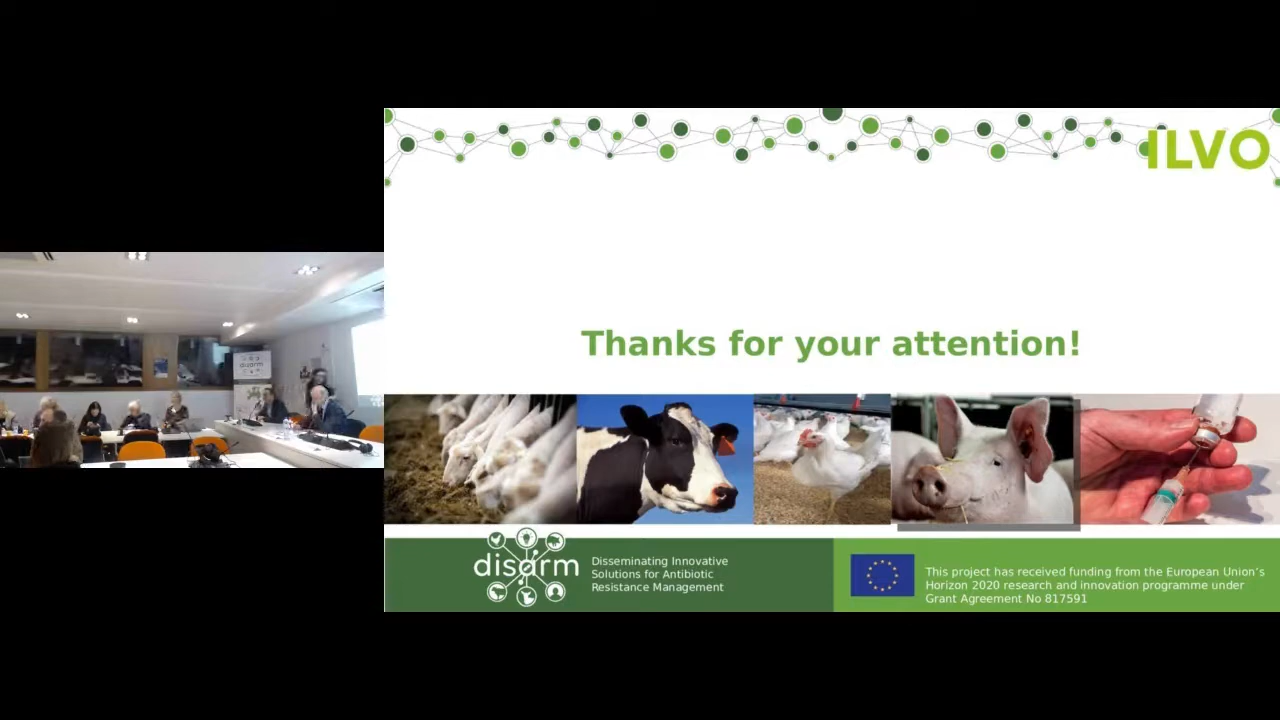 ILVO
Thanks for your attention!
disarm
Disseminating Innovative
Solutions for Antibiotic
Resistance Management
This project has received funding from the European Union's
Horizon 2020 research and innovation programme under
Grant Agreement No 817591
disarm